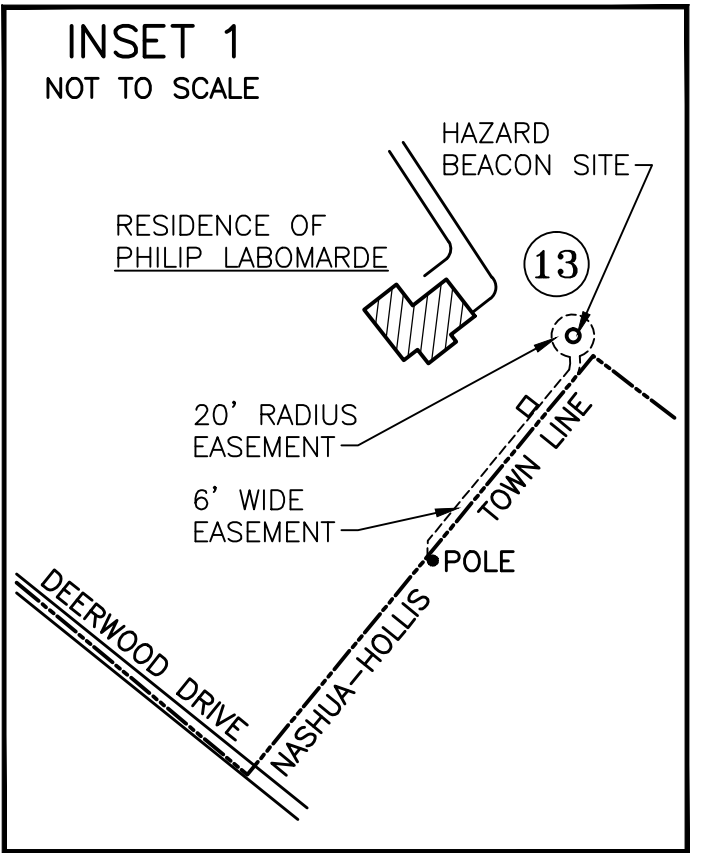 INSET 1
NOT TO SCALE
HAZARD
BEACON SITE
RESIDENCE OF
PHILIP LABOMARDE
13
20' RADIUS
EASEMENT
6' WIDE
EASEMENT
TOWN LINE
POLE
NASHUA-HOLLIS
DEERWOOD DRIVE